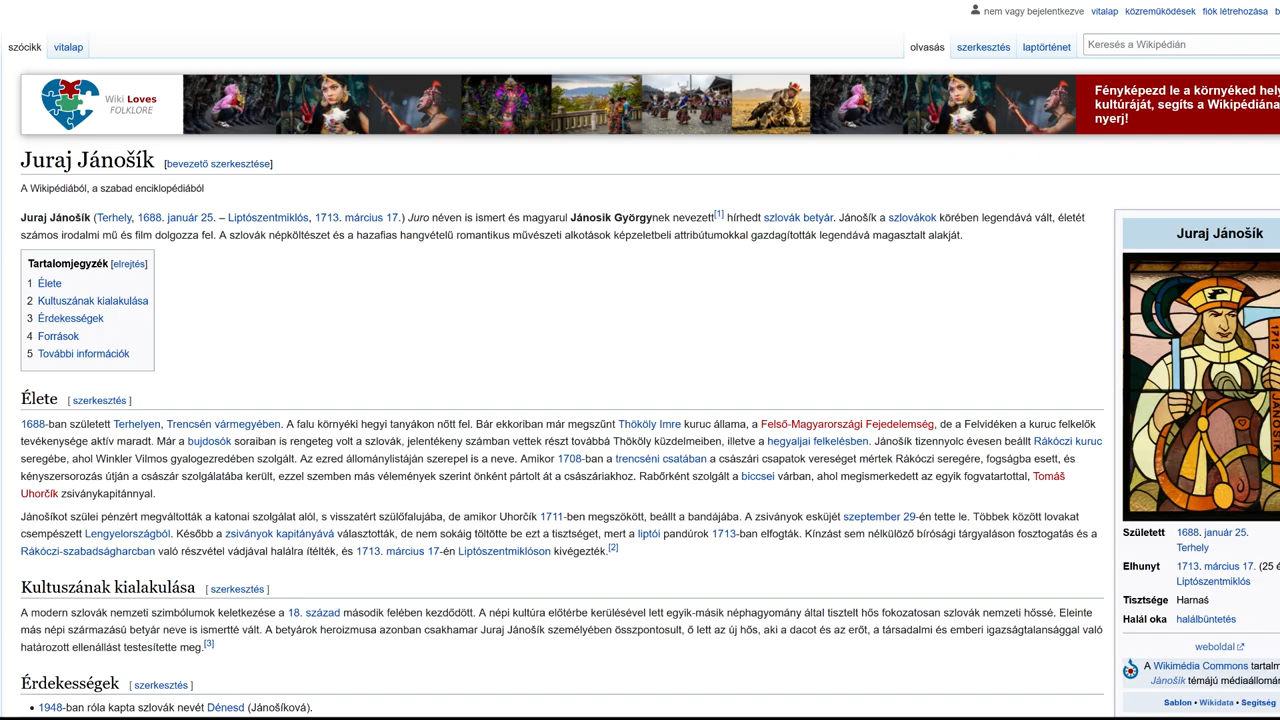 nem vagy bejelentkezve vitalap közreműködések fiók létrehozása b
szócikk vitalap olvasás szerkesztés laptörténet Keresés a Wikipédián
Wiki Loves
FOLKLORE
Fényképezd le a környéked hely
kultúráját, segíts a Wikipédiána
nyerj!
Juraj Jánošík [bevezető szerkesztése]
A Wikipédiából, a szabad enciklopédiából
Juraj Jánošík (Terhely, 1688. január 25. – Liptószentmiklós, 1713. március 17.) Juro néven is ismert és magyarul Jánosik Györgynek nevezett[1] hírhedt szlovák betyár. Jánošík a szlovákok körében legendává vált, életét
számos irodalmi mű és film dolgozza fel. A szlovák népköltészet és a hazafias hangvételű romantikus művészeti alkotások képzeletbeli attribútumokkal gazdagították legendává magasztalt alakját.
Tartalomjegyzék [elrejtés]
1 Élete
2 Kultuszának kialakulása
3 Érdekességek
4 Források
5 További információk
Élete [ szerkesztés ]
1688-ban született Terhelyen, Trencsén vármegyében. A falu környéki hegyi tanyákon nőtt fel. Bár ekkoriban már megszűnt Thököly Imre kuruc állama, a Felső-Magyarországi Fejedelemség, de a Felvidéken a kuruc felkelők
tevékenysége aktív maradt. Már a bujdosók soraiban is rengeteg volt a szlovák, jelentékeny számban vettek részt továbbá Thököly küzdelmeiben, illetve a hegyaljai felkelésben. Jánošík tizennyolc évesen beállt Rákóczi kuruc
seregébe, ahol Winkler Vilmos gyalogezredében szolgált. Az ezred állománylistáján szerepel is a neve. Amikor 1708-ban a trencséni csatában a császári csapatok vereséget mértek Rákóczi seregére, fogságba esett, és
kényszersorozás útján a császár szolgálatába került, ezzel szemben más vélemények szerint önként pártolt át a császáriakhoz. Rabőrként szolgált a biccsei várban, ahol megismerkedett az egyik fogvatartottal, Tomáš
Uhorčík zsiványkapitánnyal.
Jánošíkot szülei pénzért megváltották a katonai szolgálat alól, s visszatért szülőfalujába, de amikor Uhorčík 1711-ben megszökött, beállt a bandájába. A zsiványok esküjét szeptember 29-én tette le. Többek között lovakat
csempészett Lengyelországból. Később a zsiványok kapitányává választották, de nem sokáig töltötte be ezt a tisztséget, mert a liptói pandúrok 1713-ban elfogták. Kínzást sem nélkülöző bírósági tárgyaláson fosztogatás és a
Rákóczi-szabadságharcban való részvétel vádjával halálra ítélték, és 1713. március 17-én Liptószentmiklóson kivégezték.[2]
Kultuszának kialakulása [ szerkesztés ]
A modern szlovák nemzeti szimbólumok keletkezése a 18. század második felében kezdődött. A népi kultúra előtérbe kerülésével lett egyik-másik néphagyomány által tisztelt hős fokozatosan szlovák nemzeti hőssé. Eleinte
más népi származású betyár neve is ismertté vált. A betyárok heroizmusa azonban csakhamar Juraj Jánošík személyében összpontosult, ő lett az új hős, aki a dacot és az erőt, a társadalmi és emberi igazságtalansággal való
határozott ellenállást testesítette meg.[3]
Érdekességek [ szerkesztés ]
• 1948-ban róla kapta szlovák nevét Dénesd (Jánošíková).
Juraj Jánošík
1712
JÁNOŠÍK
Született 1688. január 25.
Terhely
Elhunyt 1713. március 17. (25 é
Liptószentmiklós
Tisztsége Harnaš
Halál oka halálbüntetés
weboldal
A Wikimédia Commons tartalm
Jánošík témájú médiaállomá
Sablon • Wikidata • Segítség